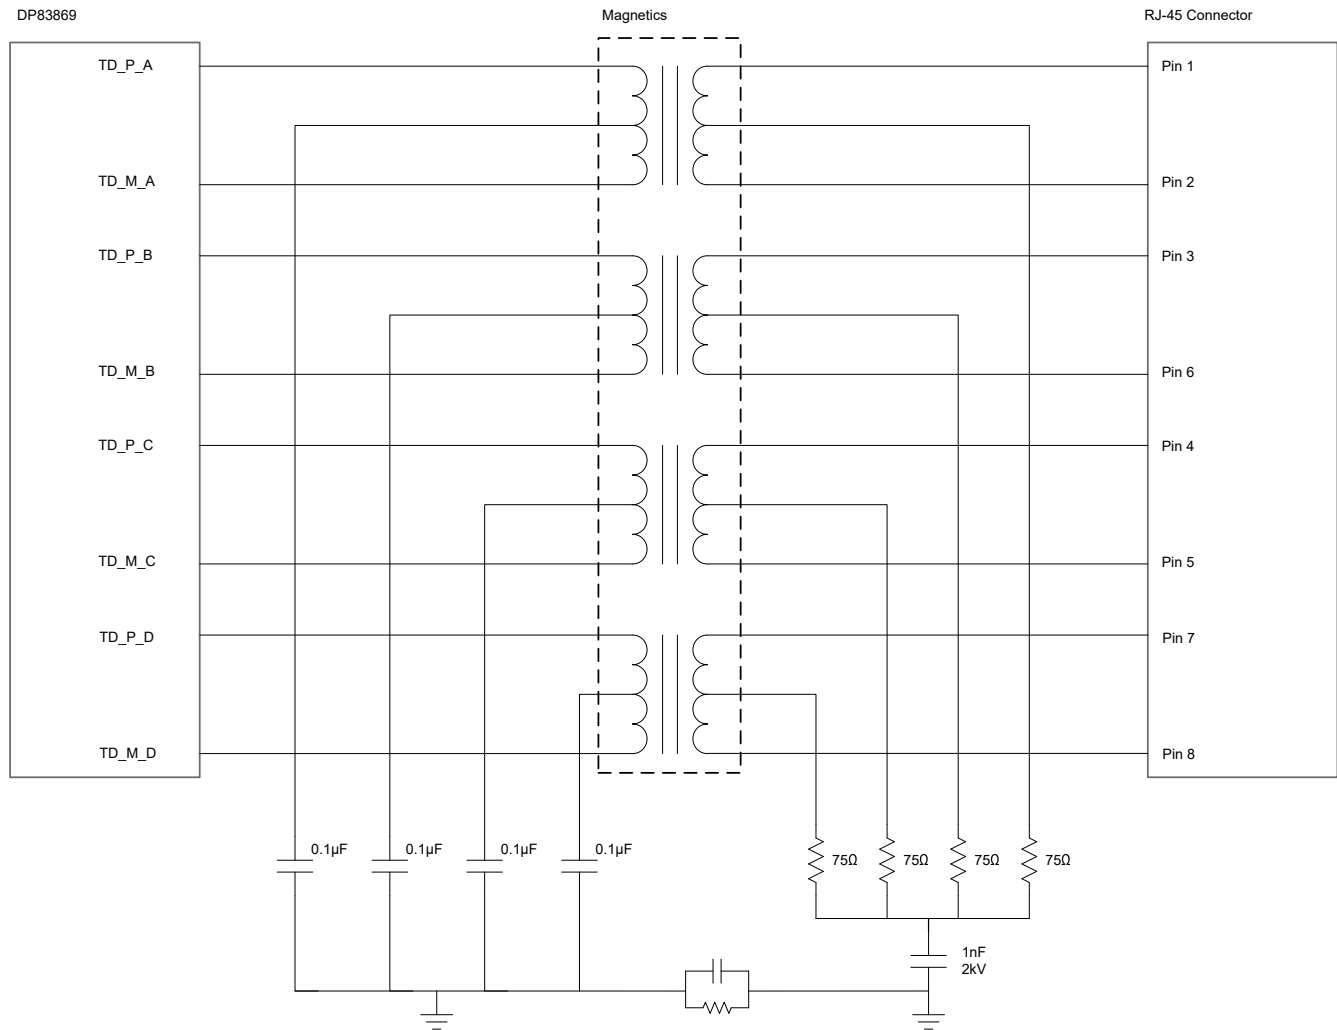 DP83869
Magnetics
RJ-45 Connector
TD_P_A
Pin 1
TD_M_A
Pin 2
TD_P_B
Pin 3
TD_M_B
Pin 6
TD_P_C
Pin 4
TD_M_C
Pin 5
TD_P_D
Pin 7
TD_M_D
Pin 8
0.1µF
0.1µF
0.1µF
0.1µF
75Ω
75Ω
75Ω
75Ω
1nF
2kV